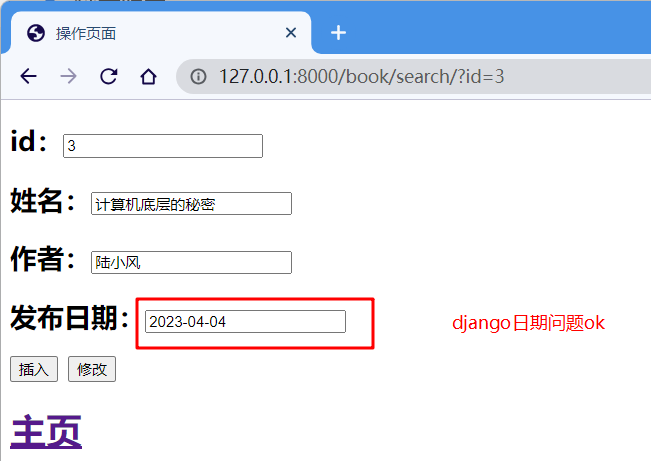 操作页面
127.0.0.1:8000/book/search/?id=3
id： 3
姓名： 计算机底层的秘密
作者： 陆小风
发布日期： 2023-04-04 django日期问题ok
插入 修改
主页